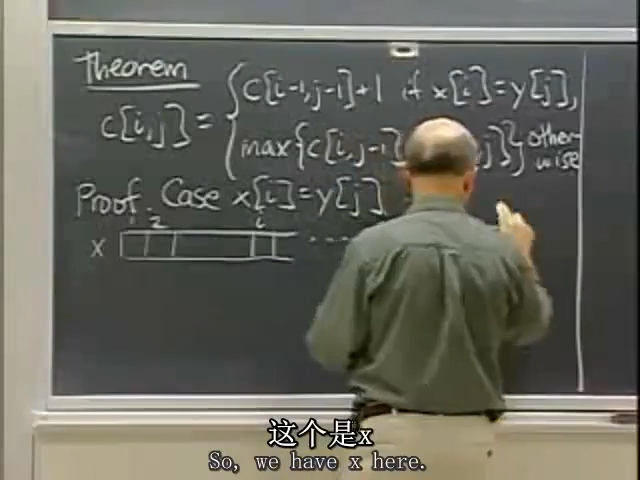 Theorem
c[i,j] = { c[i-1,j-1]+1 if x[i]=y[j],
max{c[i,j-1] ,j]} otherwise
Proof. Case x[i]=y[j]
1 2 i
x ....
这个是x
So, we have x here.